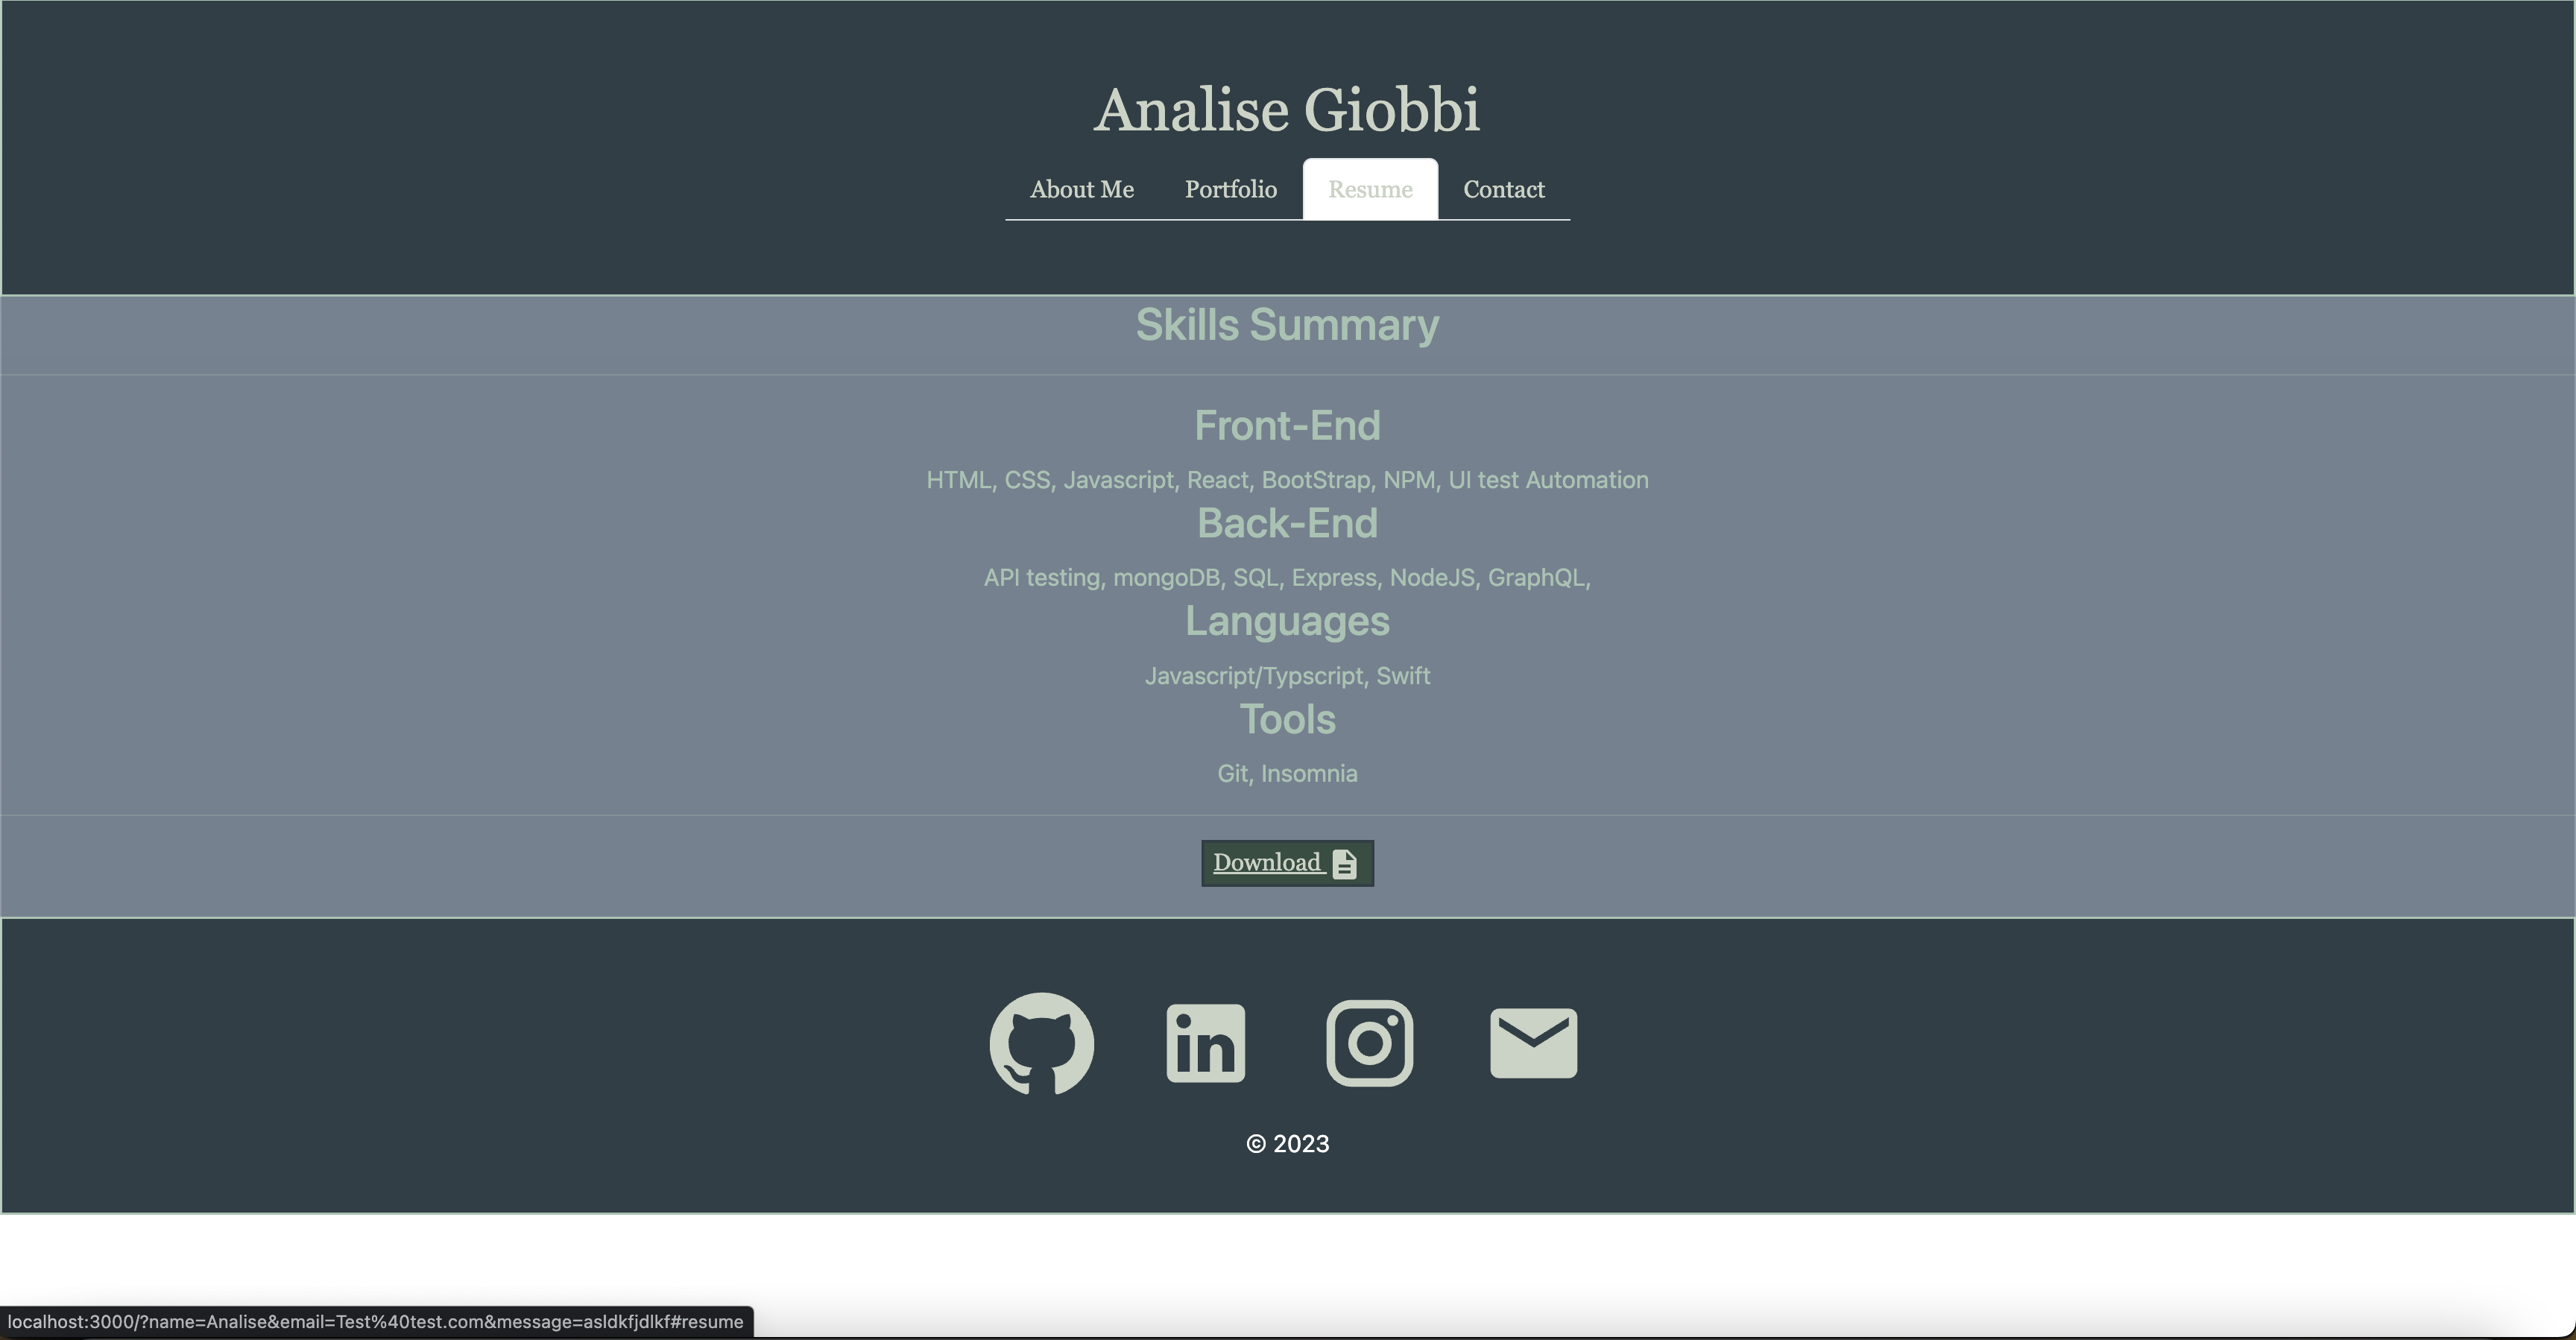 Analise Giobbi
About Me Portfolio Resume Contact
Skills Summary
Front-End
HTML, CSS, Javascript, React, BootStrap, NPM, UI test Automation
Back-End
API testing, mongoDB, SQL, Express, NodeJS, GraphQL,
Languages
Javascript/Typscript, Swift
Tools
Git, Insomnia
Download
in
© 2023
localhost:3000/?name=Analise&email=Test%40test.com&message=asldkfjdlkf#resume